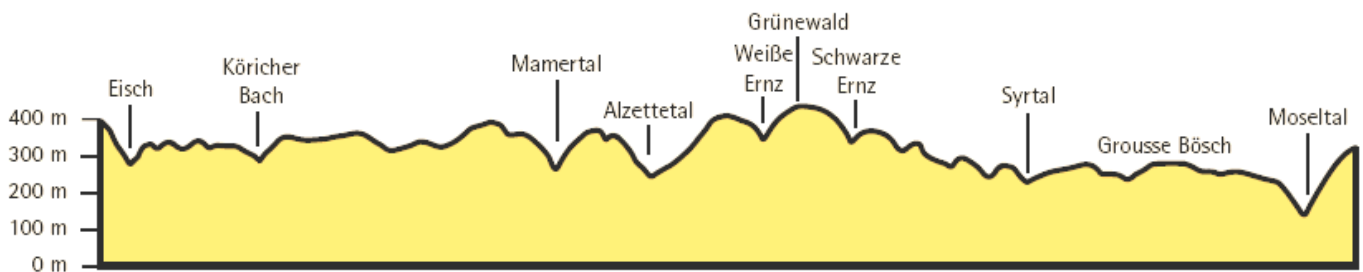 Grünewald
Weiße
Ernz
Schwarze
Ernz
Köricher
Bach
Mamertal
Eisch
Alzettetal
Syrtal
Moseltal
Grousse Bösch
400 m
300 m
200 m
100 m
0 m